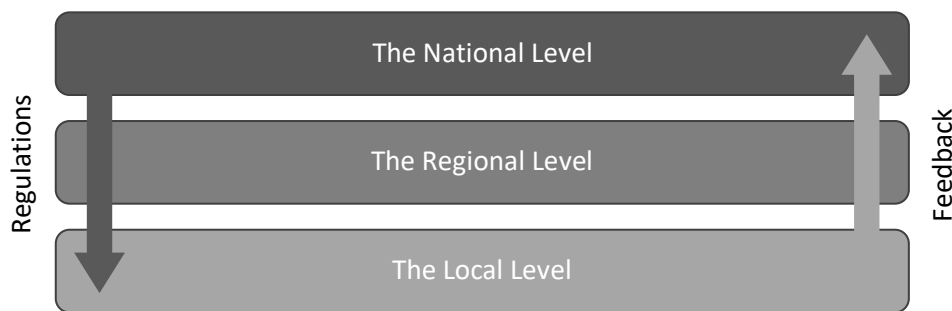 The National Level
Regulations
The Regional Level
Feedback
The Local Level